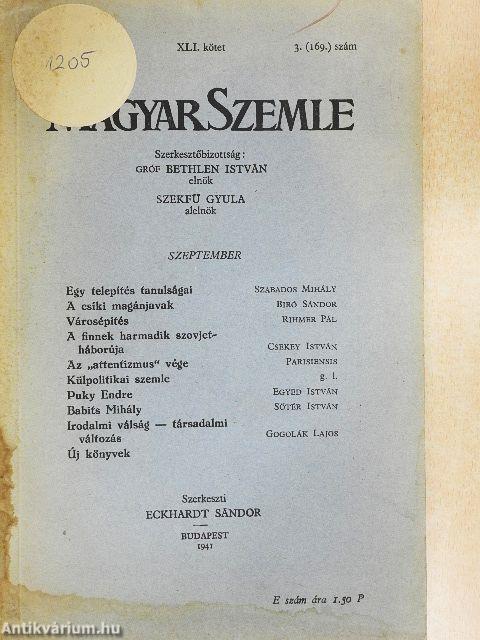 1205
XLI. kötet 3. (169.) szám
MAGYAR SZEMLE
Szerkesztőbizottság:
GRÓF BETHLEN ISTVÁN
elnök
SZEKFŰ GYULA
alelnök
SZEPTEMBER
Egy telepítés tanulságai SZABADOS MIHÁLY
A csíki magánjavak BIRÓ SÁNDOR
Városépítés RIHMER PÁL
A finnek harmadik szovjet-
háborúja CSEKEY ISTVÁN
Az „attentizmus" vége PARISIENSIS
Külpolitikai szemle g. l.
Puky Endre EGYED ISTVÁN
Babits Mihály SŐTÉR ISTVÁN
Irodalmi válság — társadalmi
változás GOGOLÁK LAJOS
Új könyvek
Szerkeszti
ECKHARDT SÁNDOR
BUDAPEST
1941
E szám ára 1.50 P
Antikvárium.hu